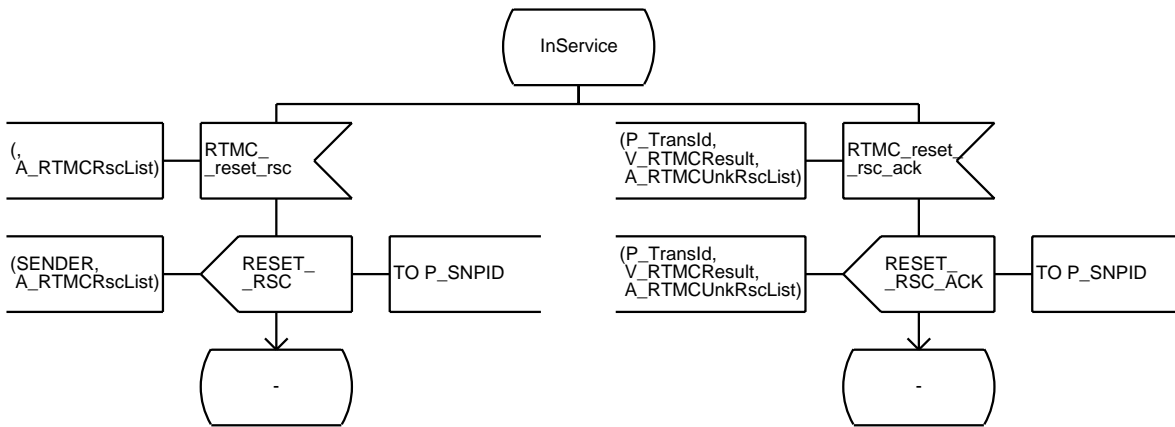 InService
(,
A_RTMCRscList)
RTMC_
_reset_rsc
(P_TransId,
V_RTMCResult,
A_RTMCUnkRscList)
RTMC_reset_
_rsc_ack
(SENDER,
A_RTMCRscList)
RESET_
_RSC
TO P_SNPID
(P_TransId,
V_RTMCResult,
A_RTMCUnkRscList)
RESET_
_RSC_ACK
TO P_SNPID
-
-